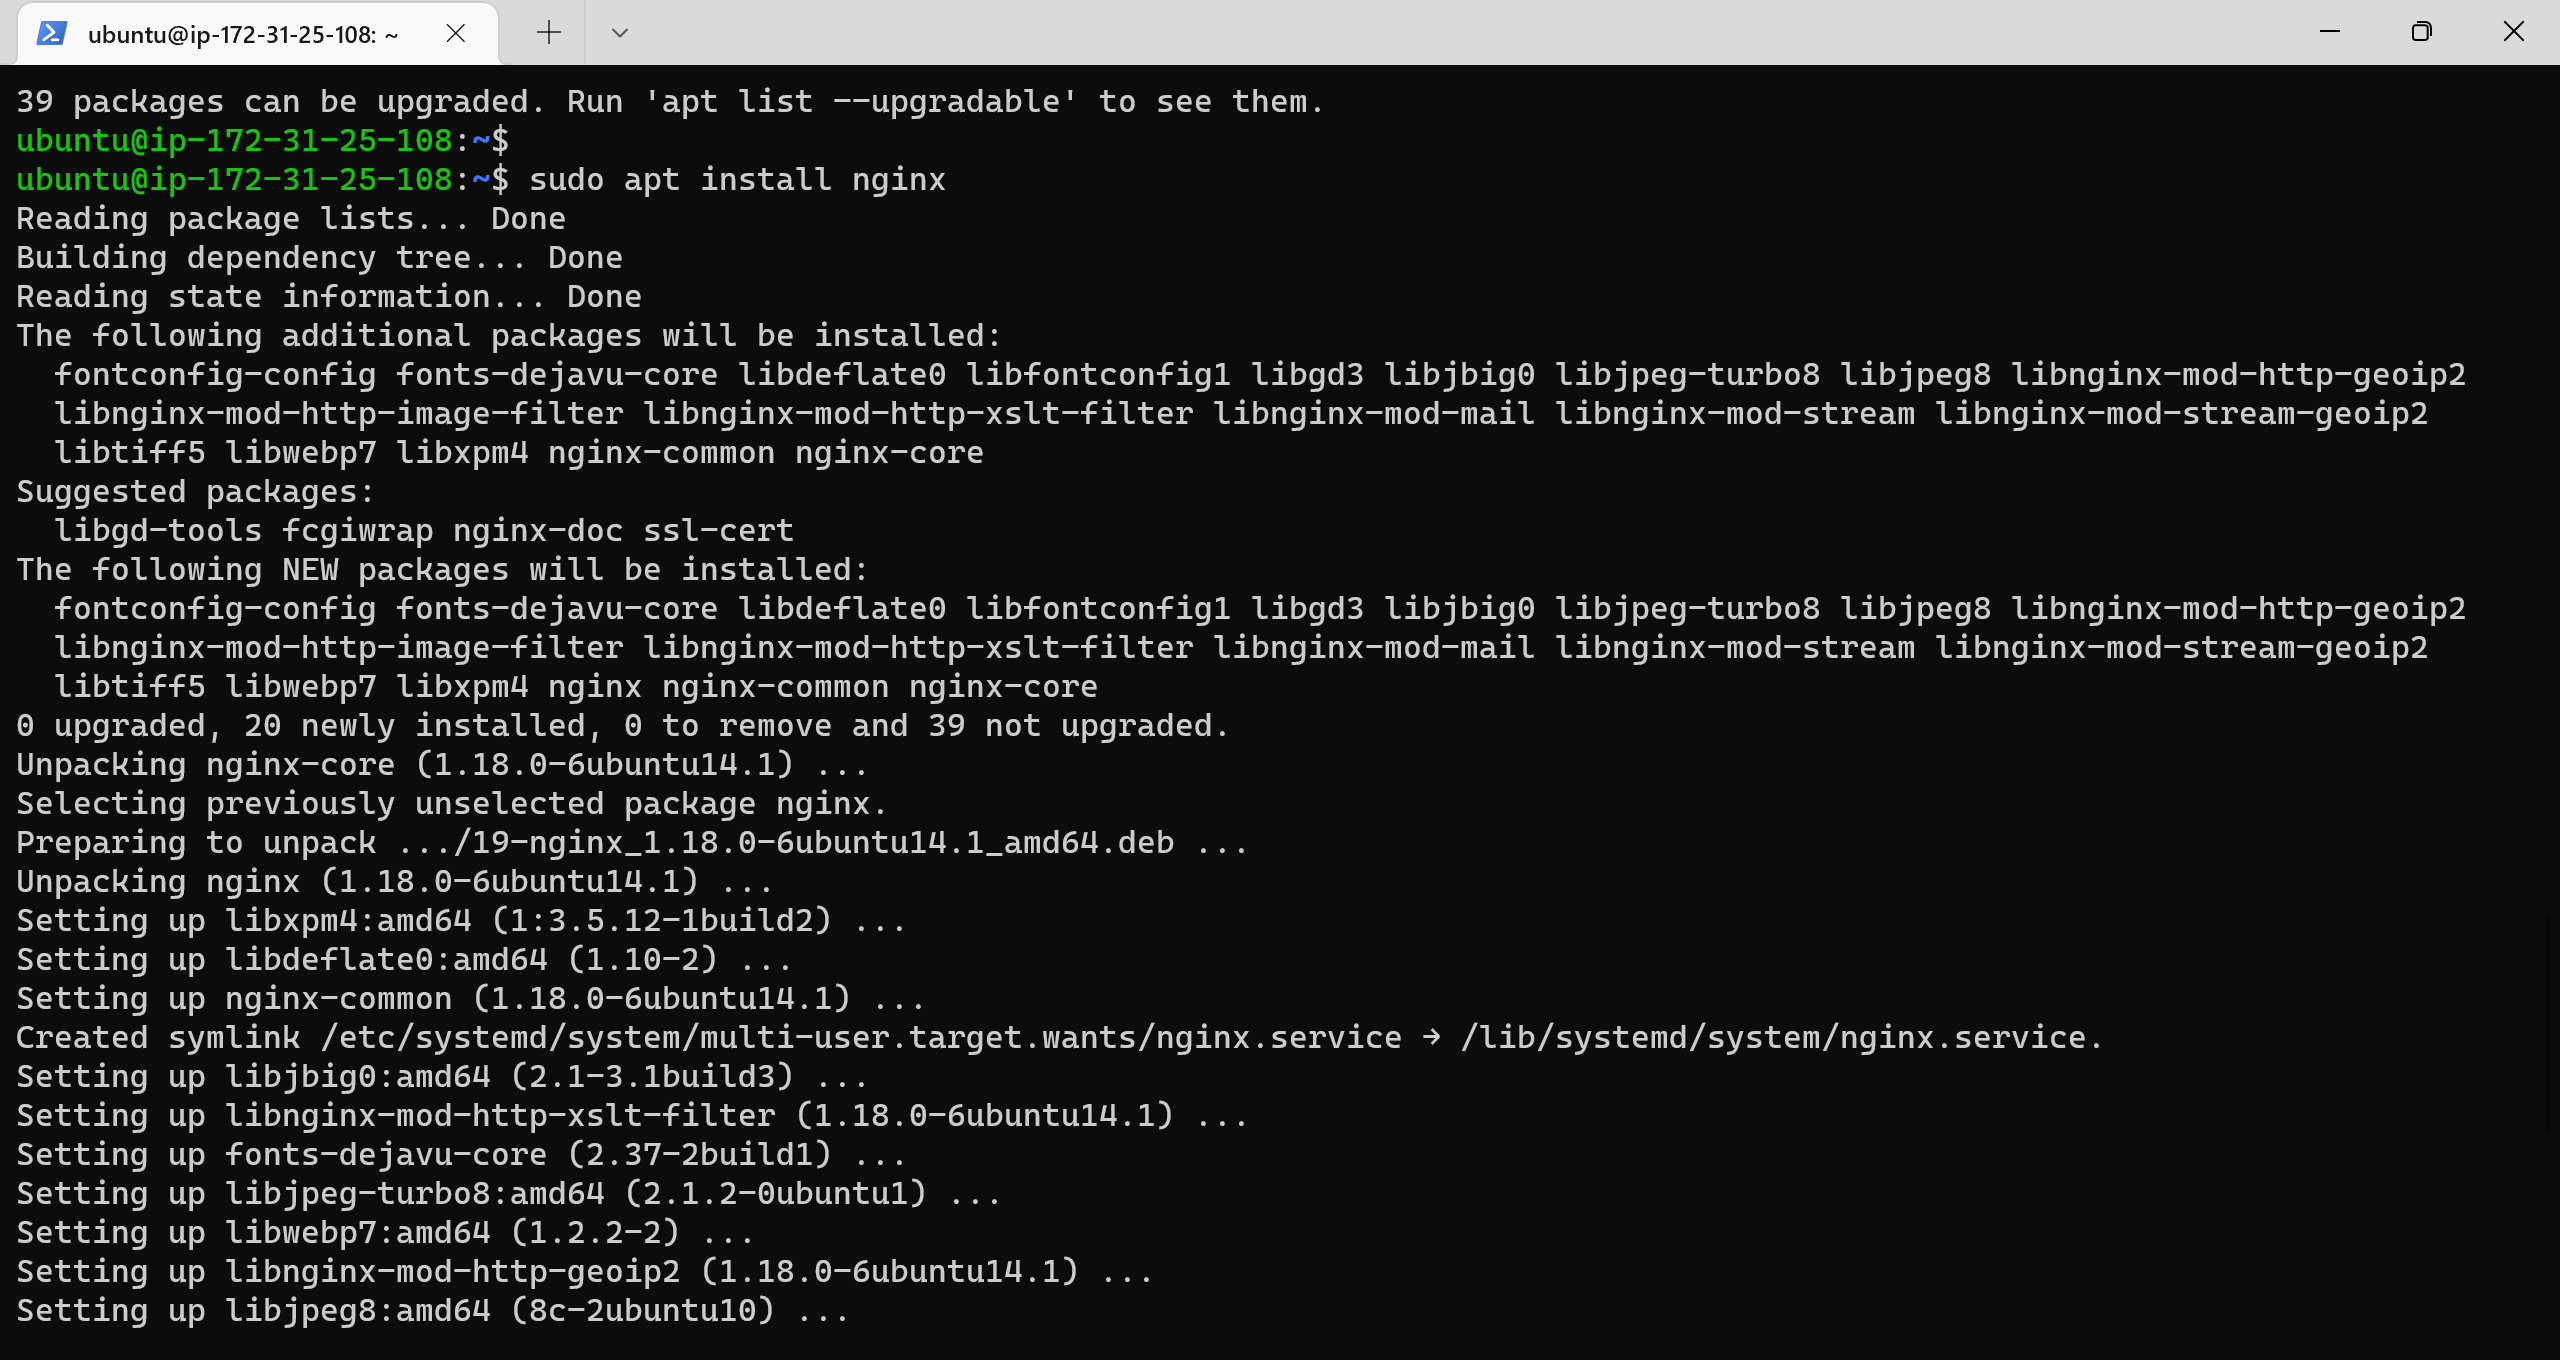 ubuntu@ip-172-31-25-108: ~
39 packages can be upgraded. Run 'apt list --upgradable' to see them.
ubuntu@ip-172-31-25-108:~$
ubuntu@ip-172-31-25-108:~$ sudo apt install nginx
Reading package lists... Done
Building dependency tree... Done
Reading state information... Done
The following additional packages will be installed:
  fontconfig-config fonts-dejavu-core libdeflate0 libfontconfig1 libgd3 libjbig0 libjpeg-turbo8 libjpeg8 libnginx-mod-http-geoip2
  libnginx-mod-http-image-filter libnginx-mod-http-xslt-filter libnginx-mod-mail libnginx-mod-stream libnginx-mod-stream-geoip2
  libtiff5 libwebp7 libxpm4 nginx-common nginx-core
Suggested packages:
  libgd-tools fcgiwrap nginx-doc ssl-cert
The following NEW packages will be installed:
  fontconfig-config fonts-dejavu-core libdeflate0 libfontconfig1 libgd3 libjbig0 libjpeg-turbo8 libjpeg8 libnginx-mod-http-geoip2
  libnginx-mod-http-image-filter libnginx-mod-http-xslt-filter libnginx-mod-mail libnginx-mod-stream libnginx-mod-stream-geoip2
  libtiff5 libwebp7 libxpm4 nginx nginx-common nginx-core
0 upgraded, 20 newly installed, 0 to remove and 39 not upgraded.
Unpacking nginx-core (1.18.0-6ubuntu14.1) ...
Selecting previously unselected package nginx.
Preparing to unpack .../19-nginx_1.18.0-6ubuntu14.1_amd64.deb ...
Unpacking nginx (1.18.0-6ubuntu14.1) ...
Setting up libxpm4:amd64 (1:3.5.12-1build2) ...
Setting up libdeflate0:amd64 (1.10-2) ...
Setting up nginx-common (1.18.0-6ubuntu14.1) ...
Created symlink /etc/systemd/system/multi-user.target.wants/nginx.service → /lib/systemd/system/nginx.service.
Setting up libjbig0:amd64 (2.1-3.1build3) ...
Setting up libnginx-mod-http-xslt-filter (1.18.0-6ubuntu14.1) ...
Setting up fonts-dejavu-core (2.37-2build1) ...
Setting up libjpeg-turbo8:amd64 (2.1.2-0ubuntu1) ...
Setting up libwebp7:amd64 (1.2.2-2) ...
Setting up libnginx-mod-http-geoip2 (1.18.0-6ubuntu14.1) ...
Setting up libjpeg8:amd64 (8c-2ubuntu10) ...